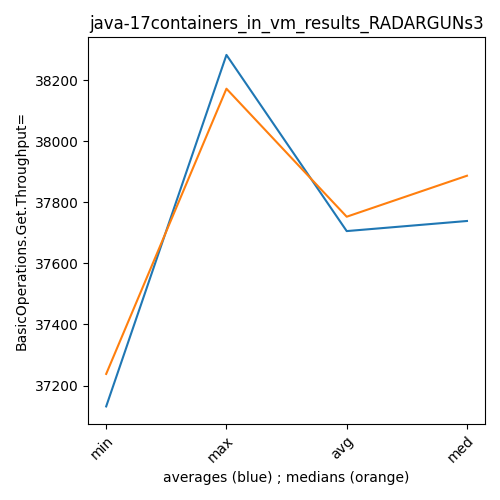 java-17containers_in_vm_results_RADARGUNs3
BasicOperations.Get.Throughput=
38200
38000
37800
37600
37400
37200
min
max
avg
med
averages (blue) ; medians (orange)